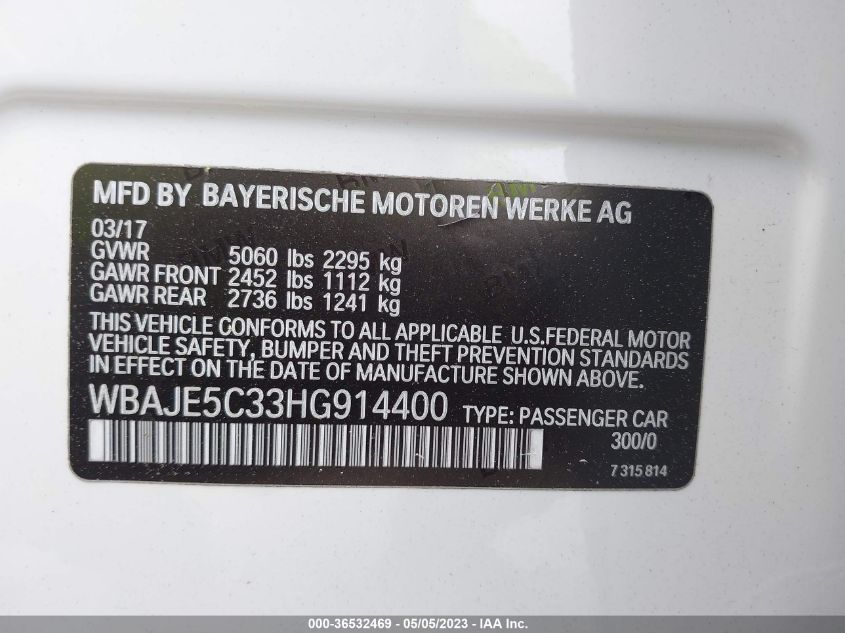 MFD BY BAYERISCHE MOTOREN WERKE AG
03/17
GVWR 5060 lbs 2295 kg
GAWR FRONT 2452 lbs 1112 kg
GAWR REAR 2736 lbs 1241 kg
THIS VEHICLE CONFORMS TO ALL APPLICABLE U.S.FEDERAL MOTOR
VEHICLE SAFETY, BUMPER AND THEFT PREVENTION STANDARDS
IN EFFECT ON THE DATE OF MANUFACTURE SHOWN ABOVE.
WBAJE5C33HG914400 TYPE: PASSENGER CAR
300/0
7 315 814
000-36532469 - 05/05/2023 - IAA Inc.